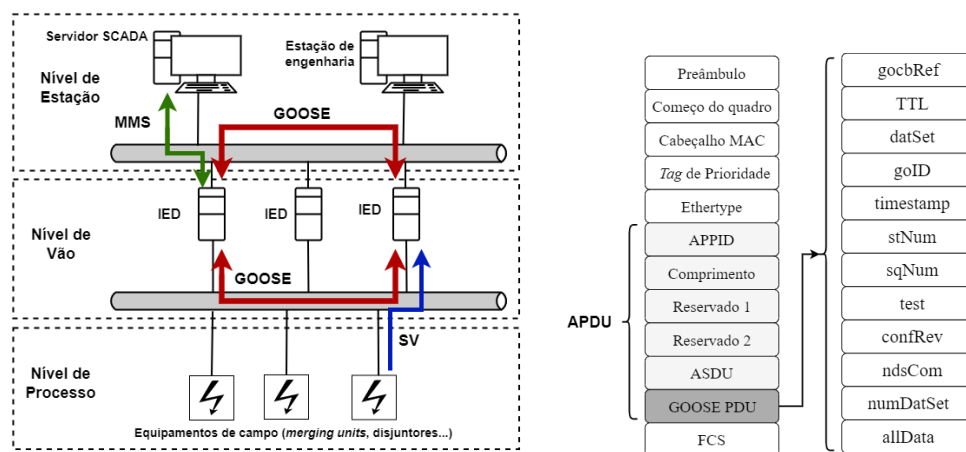 Servidor SCADA
Estação de
engenharia
Nível de
Estação
MMS
GOOSE
IED
IED
IED
Nível de
Vão
GOOSE
SV
Nível de
Processo
Equipamentos de campo (merging units, disjuntores...)
Preâmbulo
Começo do quadro
Cabeçalho MAC
Tag de Prioridade
Ethertype
APPID
Comprimento
Reservado 1
Reservado 2
ASDU
GOOSE PDU
FCS
APDU
gocbRef
TTL
datSet
goID
timestamp
stNum
sqNum
test
confRev
ndsCom
numDatSet
allData